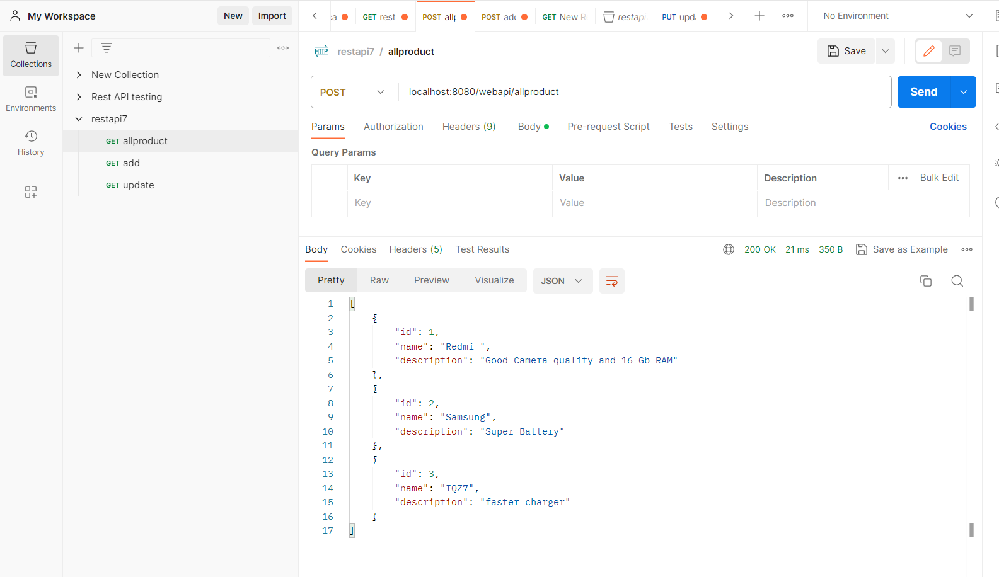 My Workspace
New
Import
GET rest
POST all
POST add
GET New R
restapi
PUT upd
No Environment
Collections
Environments
History
New Collection
Rest API testing
restapi7
GET allproduct
GET add
GET update
HTTP restapi7 / allproduct
Save
POST
localhost:8080/webapi/allproduct
Send
Params Authorization Headers (9) Body Pre-request Script Tests Settings Cookies
Query Params
Key Value Description Bulk Edit
Key Value Description
Body Cookies Headers (5) Test Results 200 OK 21 ms 350 B Save as Example
Pretty Raw Preview Visualize JSON
1 [
2 {
3 "id": 1,
4 "name": "Redmi ",
5 "description": "Good Camera quality and 16 Gb RAM"
6 },
7 {
8 "id": 2,
9 "name": "Samsung",
10 "description": "Super Battery"
11 },
12 {
13 "id": 3,
14 "name": "IQZ7",
15 "description": "faster charger"
16 }
17 ]